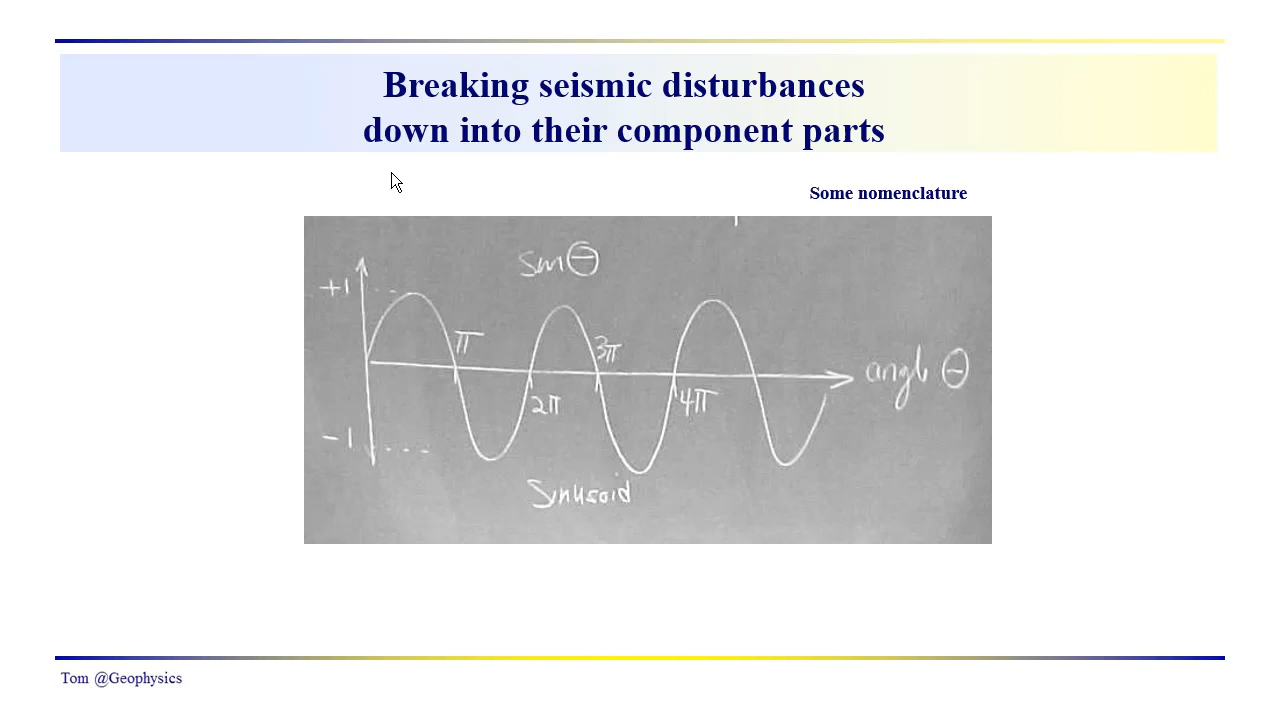 Breaking seismic disturbances
down into their component parts
Some nomenclature
sin Θ
+1
π
3π
angle Θ
2π
4π
-1
Sinusoid
Tom @Geophysics